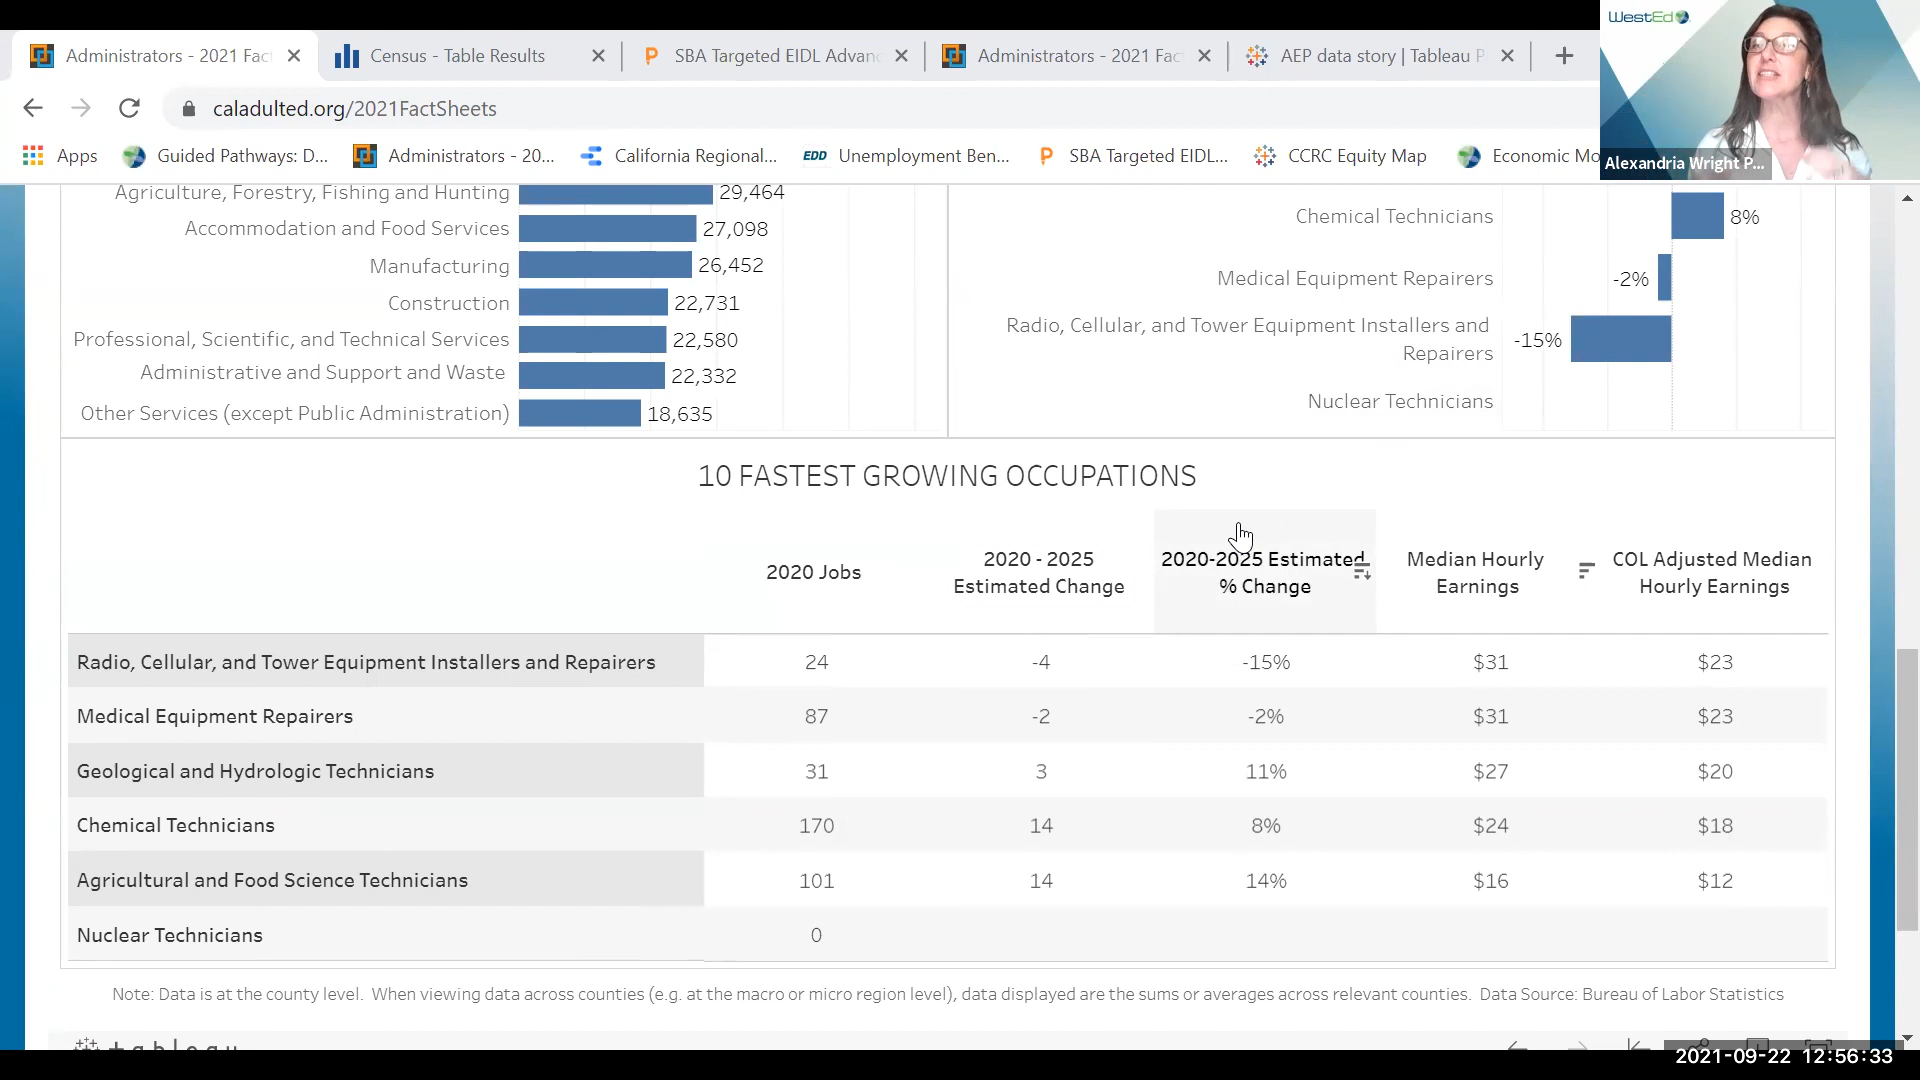 WestEd
Administrators - 2021 Fac
Census - Table Results
SBA Targeted EIDL Advan
Administrators - 2021 Fac
AEP data story | Tableau P
caladulted.org/2021FactSheets
Apps
Guided Pathways: D...
Administrators - 20...
California Regional...
EDD Unemployment Ben...
SBA Targeted EIDL...
CCRC Equity Map
Economic Mo
Alexandria Wright P...
Agriculture, Forestry, Fishing and Hunting 29,464
Accommodation and Food Services 27,098
Manufacturing 26,452
Construction 22,731
Professional, Scientific, and Technical Services 22,580
Administrative and Support and Waste 22,332
Other Services (except Public Administration) 18,635
Chemical Technicians 8%
Medical Equipment Repairers -2%
Radio, Cellular, and Tower Equipment Installers and
Repairers -15%
Nuclear Technicians
10 FASTEST GROWING OCCUPATIONS
2020 Jobs
2020 - 2025
Estimated Change
2020-2025 Estimated
% Change
Median Hourly
Earnings
COL Adjusted Median
Hourly Earnings
Radio, Cellular, and Tower Equipment Installers and Repairers 24 -4 -15% $31 $23
Medical Equipment Repairers 87 -2 -2% $31 $23
Geological and Hydrologic Technicians 31 3 11% $27 $20
Chemical Technicians 170 14 8% $24 $18
Agricultural and Food Science Technicians 101 14 14% $16 $12
Nuclear Technicians 0
Note: Data is at the county level. When viewing data across counties (e.g. at the macro or micro region level), data displayed are the sums or averages across relevant counties. Data Source: Bureau of Labor Statistics
tableau
2021-09-22 12:56:33